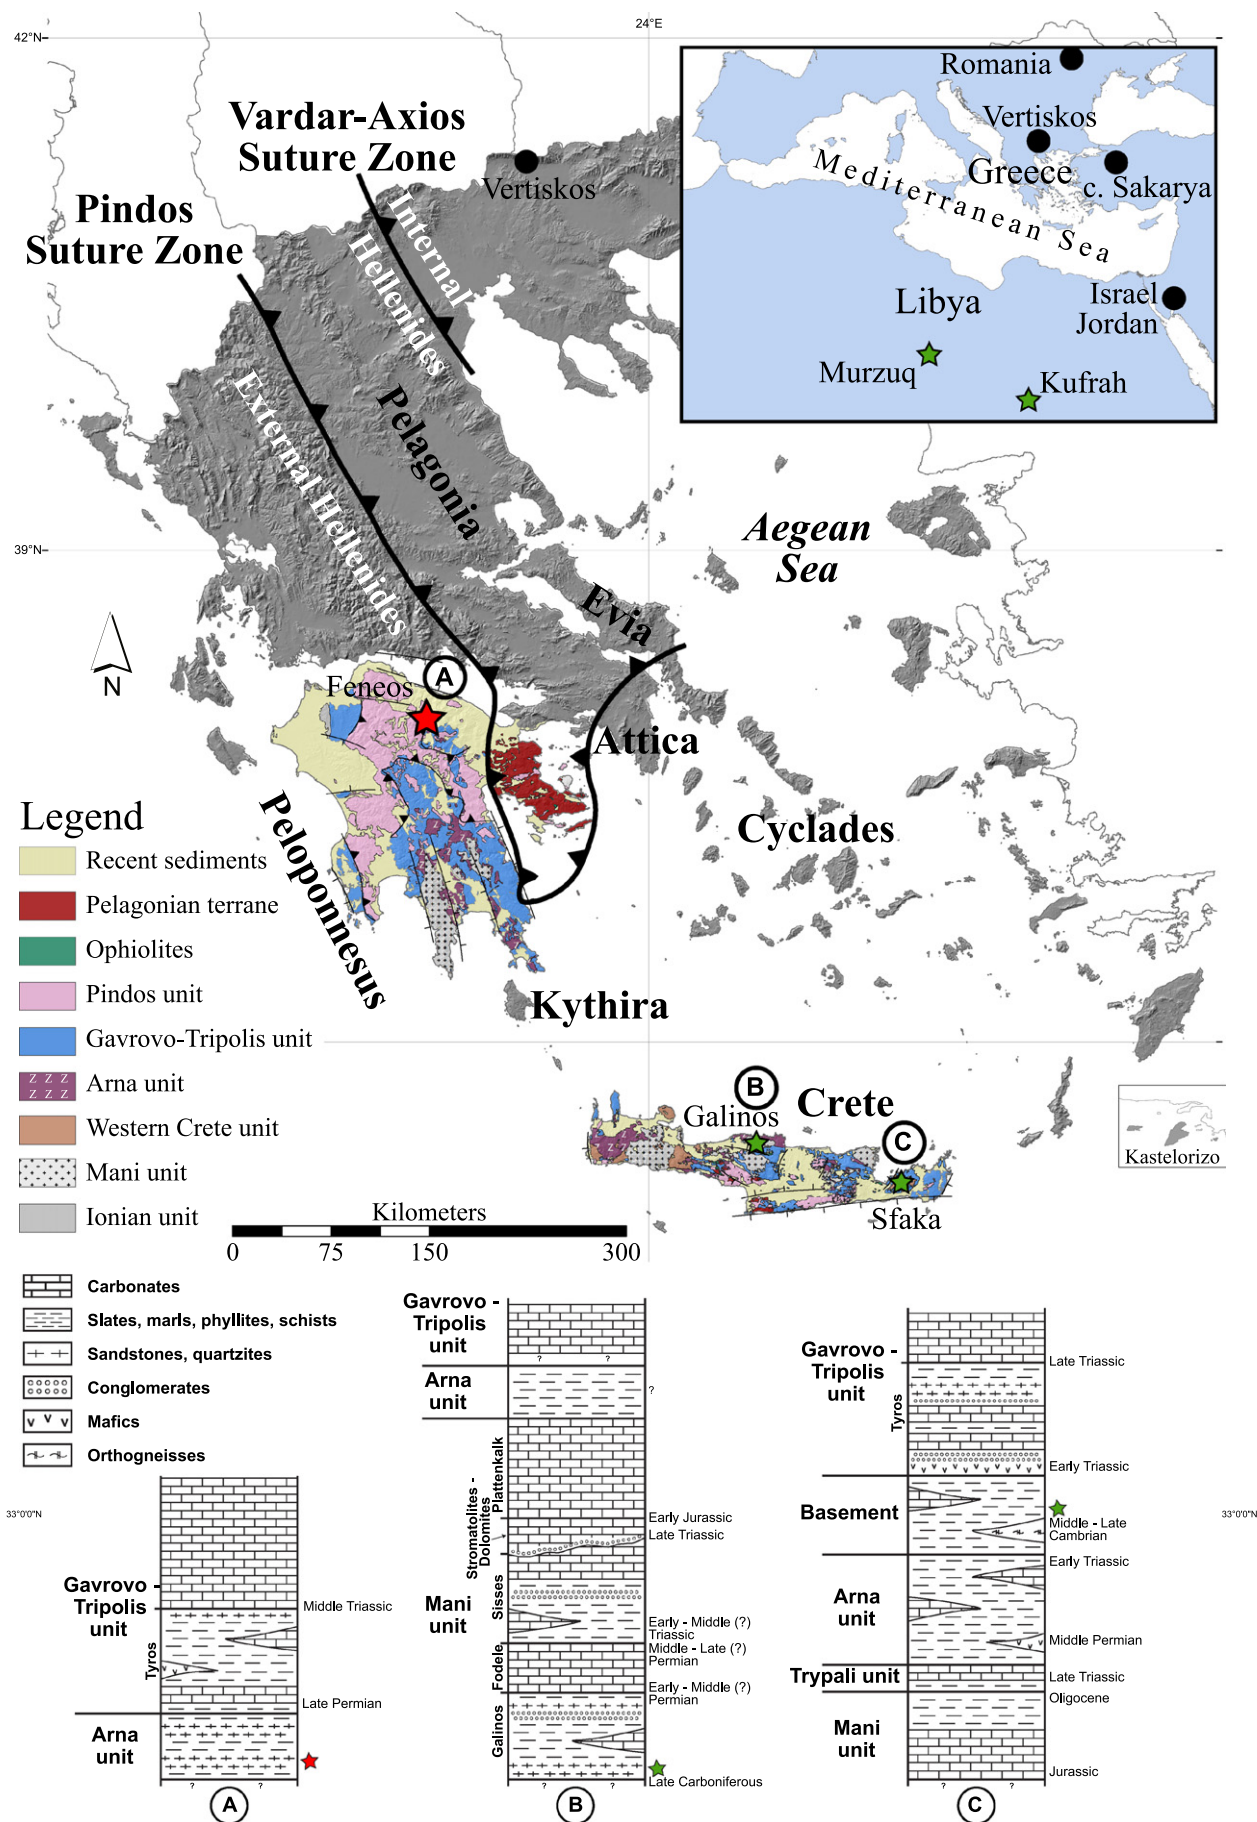 42°N
24°E
Romania
Vertiskos
Greece
c. Sakarya
Mediterranean Sea
Israel
Jordan
Libya
Murzuq
Kufrah
Vardar-Axios
Suture Zone
Vertiskos
Pindos
Suture Zone
Internal
Hellenides
External Hellenides
Pelagonia
39°N
Aegean
Sea
Evia
N
A
Feneos
Attica
Cyclades
Peloponnesus
Kythira
B
Galinos
Crete
C
Sfaka
Kastelorizo
Legend
Recent sediments
Pelagonian terrane
Ophiolites
Pindos unit
Gavrovo-Tripolis unit
z z z
z z z
Arna unit
Western Crete unit
Mani unit
Ionian unit
Kilometers
0 75 150 300
Carbonates
Slates, marls, phyllites, schists
Sandstones, quartzites
Conglomerates
Mafics
Orthogneisses
33°0'0"N
33°0'0"N
Gavrovo -
Tripolis
unit
Tyros
Middle Triassic
Late Permian
Arna
unit
? ?
A
Gavrovo -
Tripolis
unit
? ?
Arna
unit
?
Plattenkalk
Stromatolites -
Dolomites
Early Jurassic
Late Triassic
Mani
unit
Sisses
Early - Middle (?)
Triassic
Middle - Late (?)
Permian
Fodele
Early - Middle (?)
Permian
Galinos
Late Carboniferous
? ?
B
Gavrovo -
Tripolis
unit
Tyros
Late Triassic
Early Triassic
Basement
Middle - Late
Cambrian
Early Triassic
Arna
unit
Middle Permian
Trypali unit
Late Triassic
Oligocene
Mani
unit
Jurassic
? ?
C